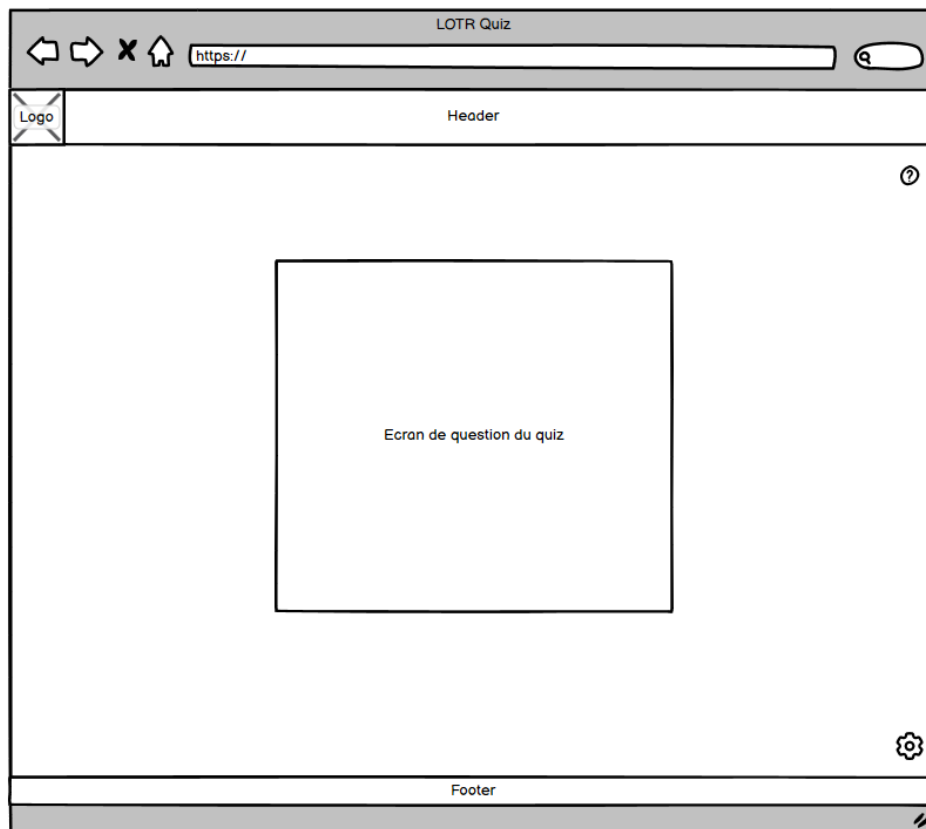 LOTR Quiz
https://
Logo
Header
?
Ecran de question du quiz
Footer